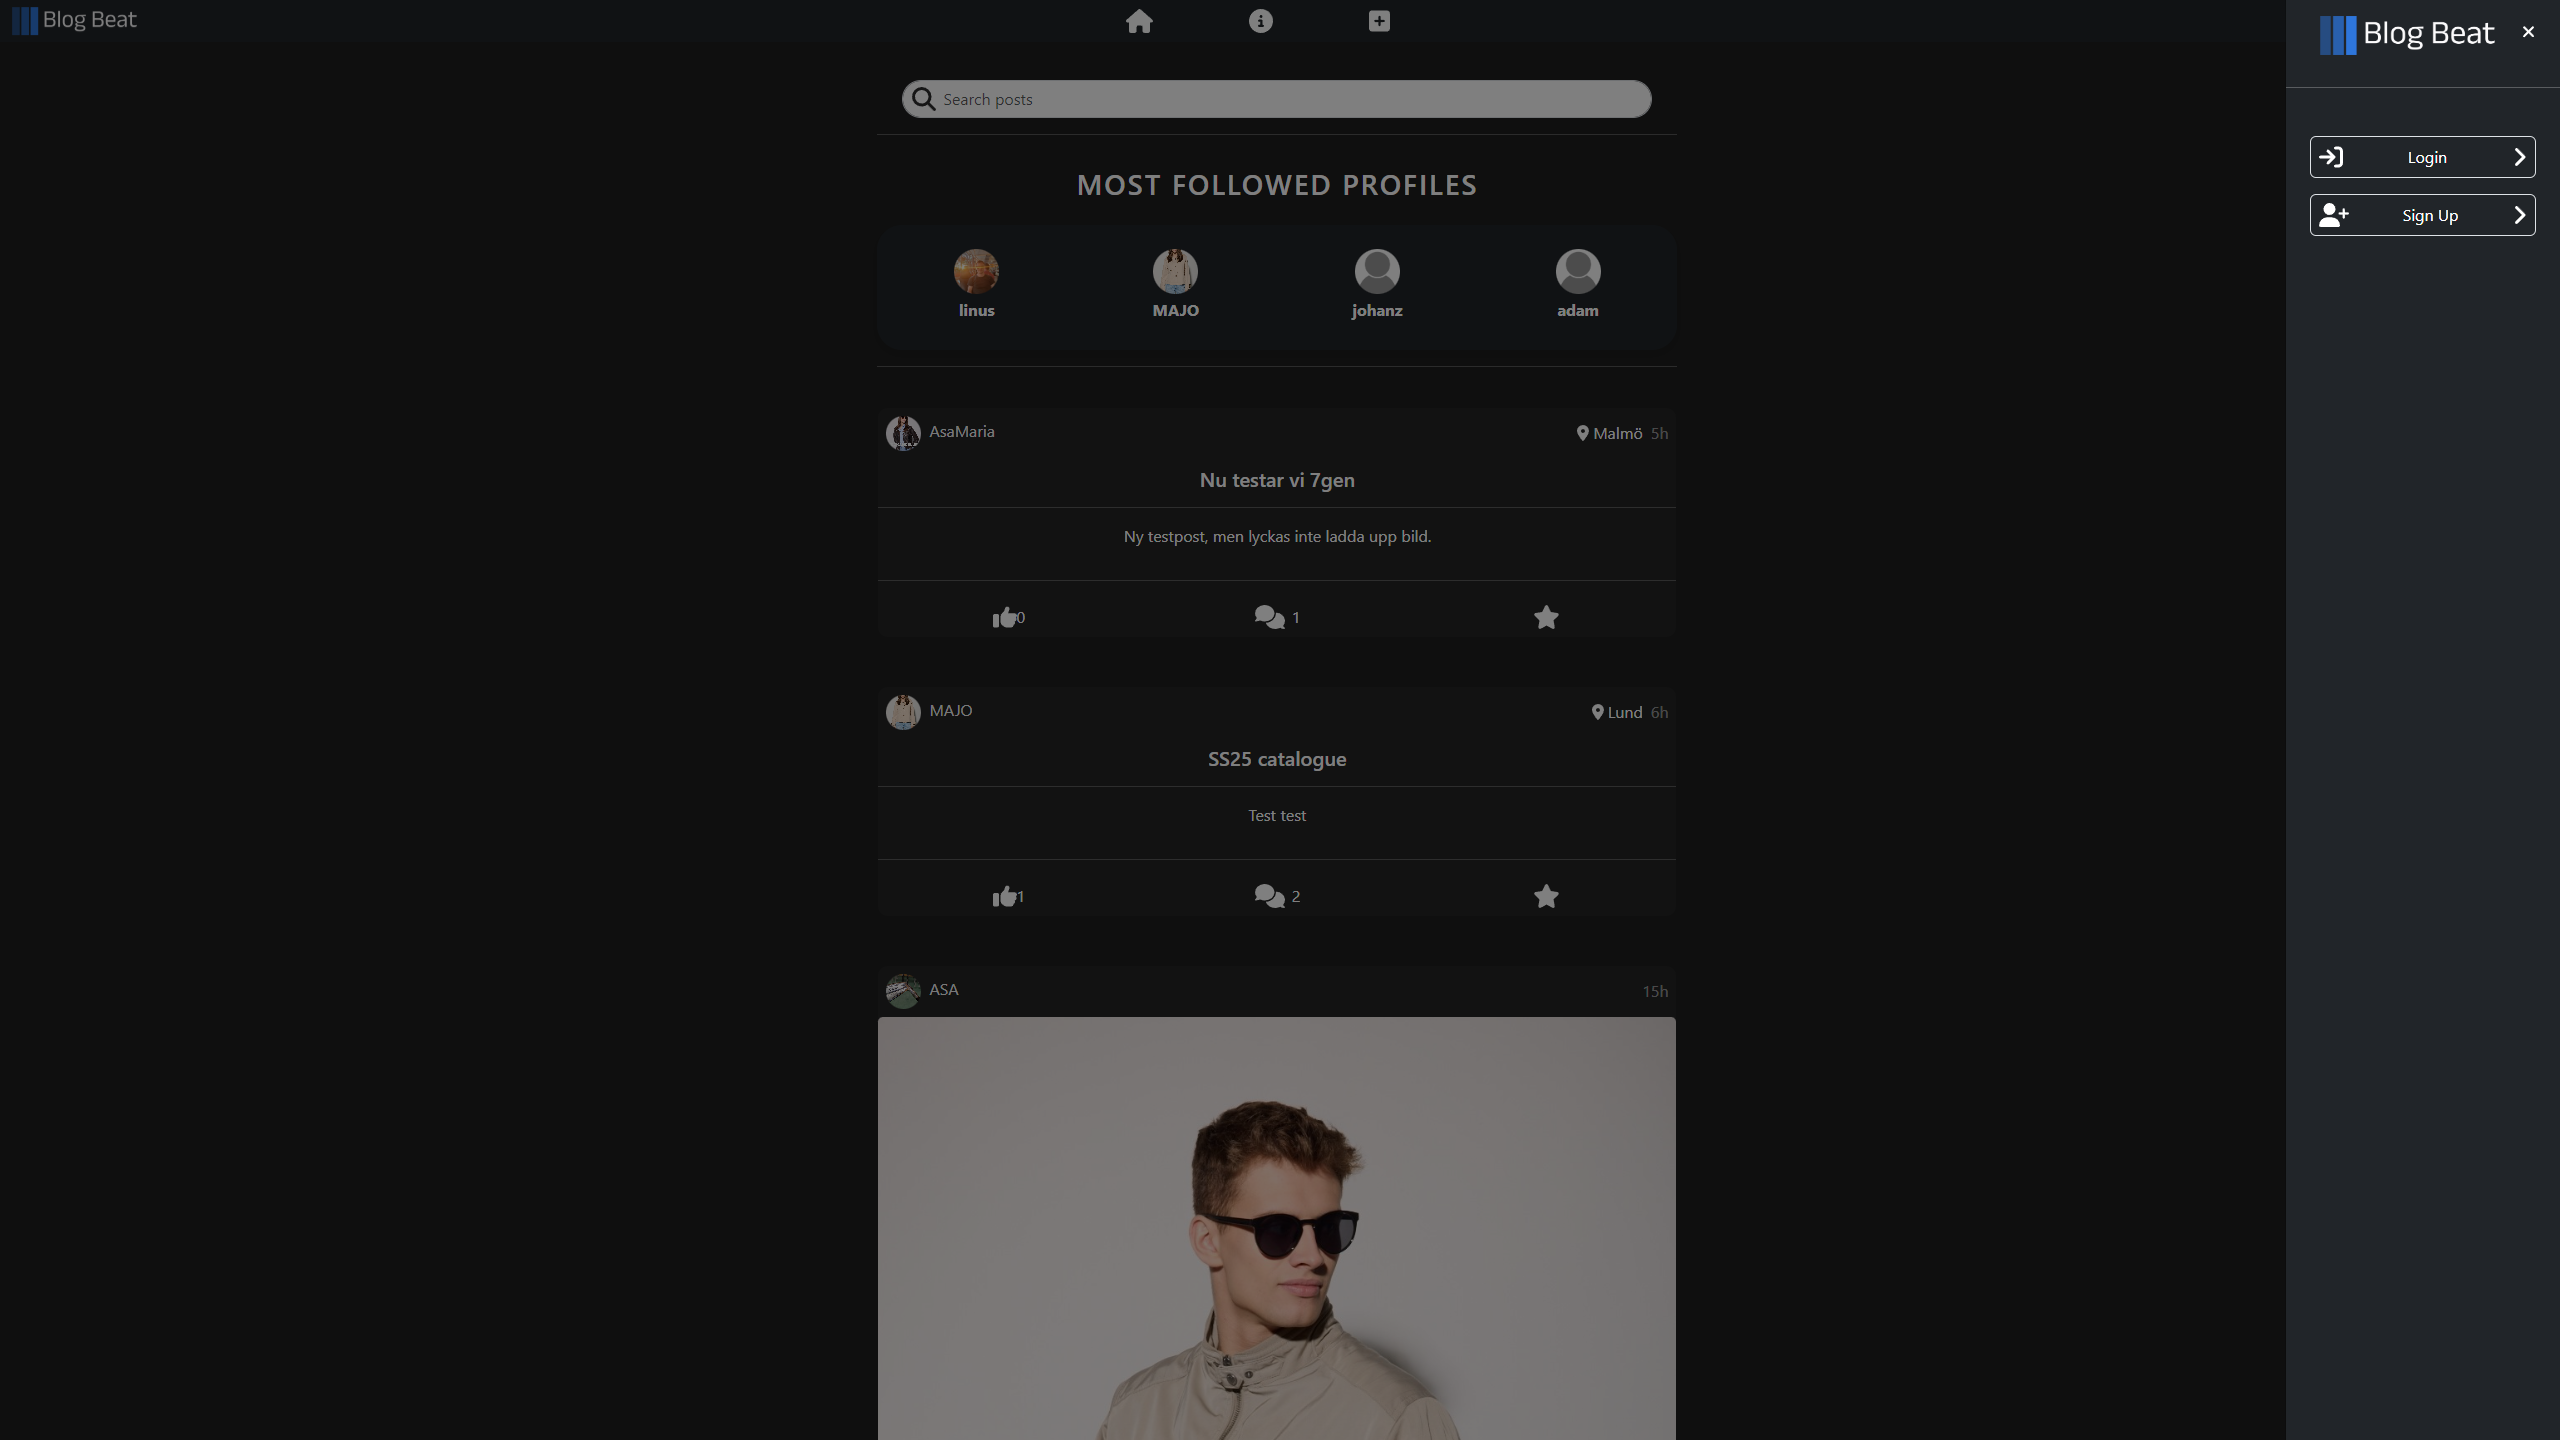 Blog Beat
Blog Beat
Search posts
Login
Sign Up
MOST FOLLOWED PROFILES
linus
MAJO
johanz
adam
AsaMaria
Malmö 5h
Nu testar vi 7gen
Ny testpost, men lyckas inte ladda upp bild.
0
1
MAJO
Lund 6h
SS25 catalogue
Test test
1
2
ASA
15h